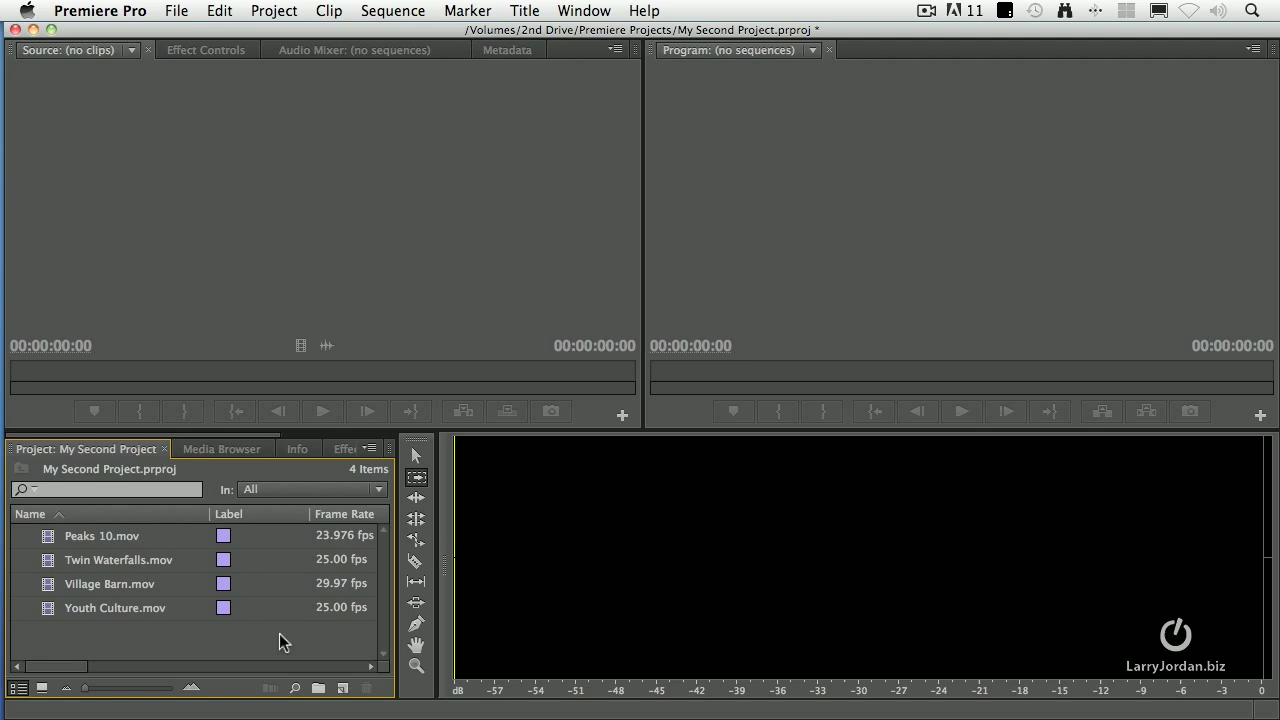 Premiere Pro File Edit Project Clip Sequence Marker Title Window Help 11
/Volumes/2nd Drive/Premiere Projects/My Second Project.prproj *
Source: (no clips) Effect Controls Audio Mixer: (no sequences) Metadata Program: (no sequences)
00:00:00:00 00:00:00:00 00:00:00:00 00:00:00:00
Project: My Second Project Media Browser Info Effe
My Second Project.prproj 4 Items
In: All
Name Label Frame Rate
Peaks 10.mov 23.976 fps
Twin Waterfalls.mov 25.00 fps
Village Barn.mov 29.97 fps
Youth Culture.mov 25.00 fps
LarryJordan.biz
dB -57 -54 -51 -48 -45 -42 -39 -36 -33 -30 -27 -24 -21 -18 -15 -12 -9 -6 -3 0